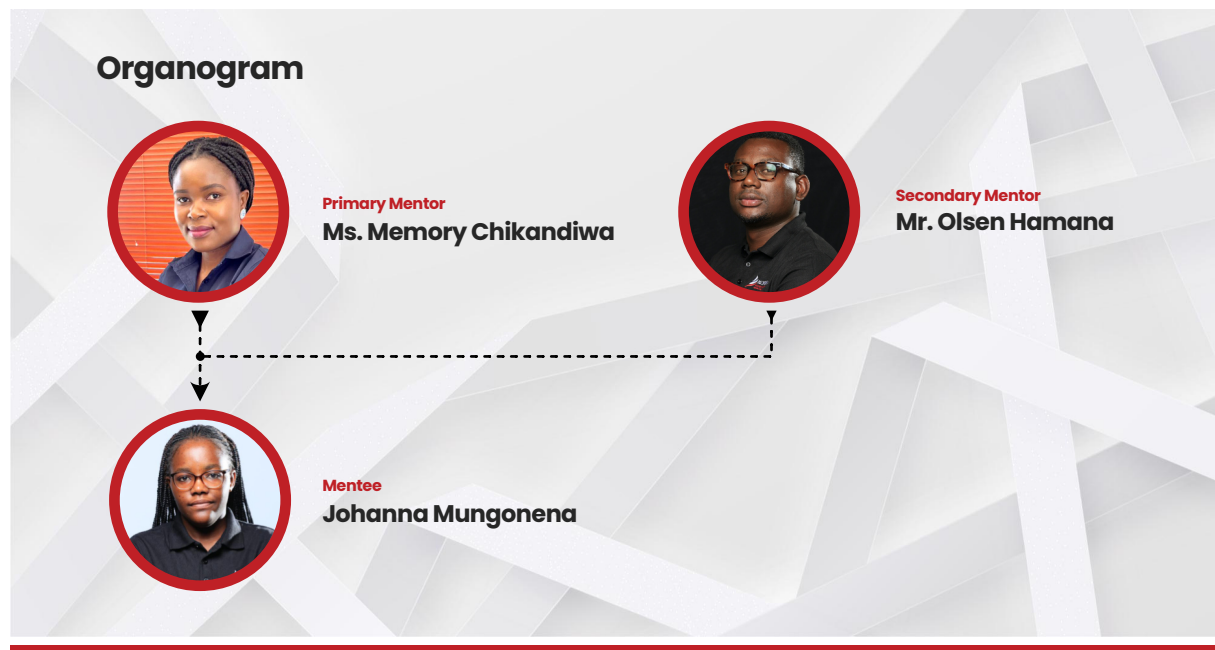 Organogram
Primary Mentor
Ms. Memory Chikandiwa
Secondary Mentor
Mr. Olsen Hamana
Mentee
Johanna Mungonena